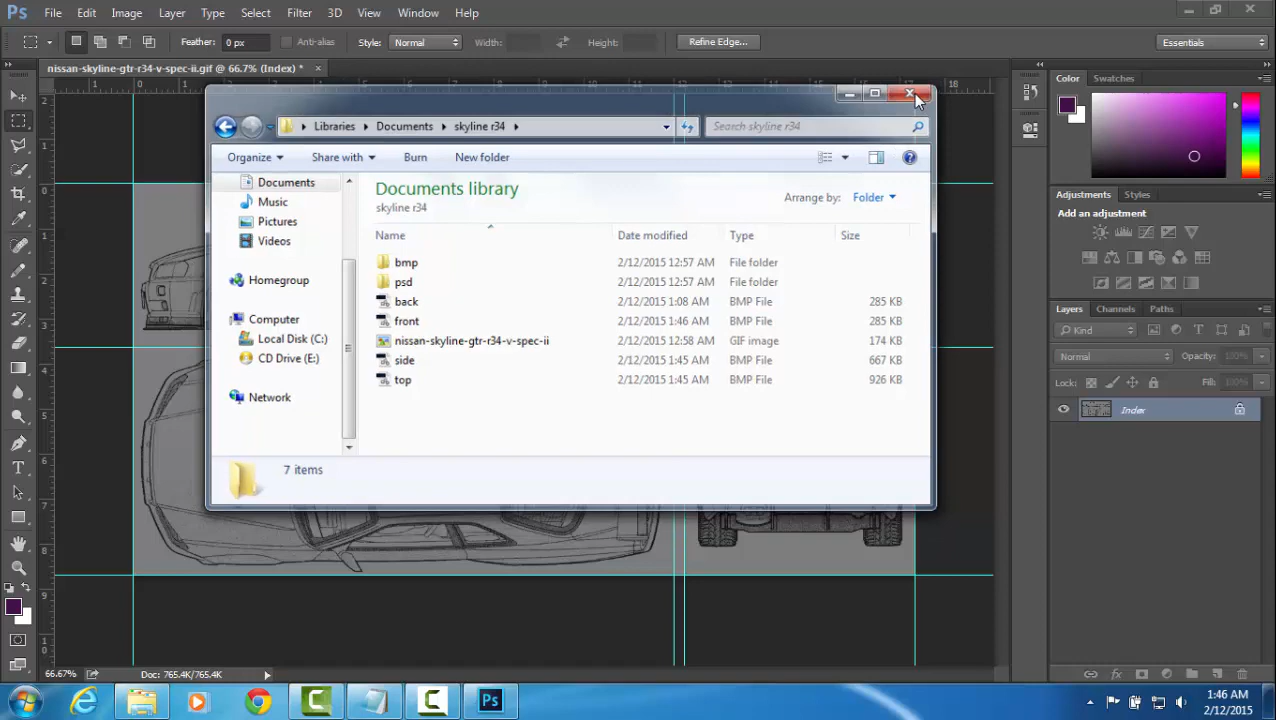 Ps File Edit Image Layer Type Select Filter 3D View Window Help
Feather: 0 px Anti-alias Style: Normal Width: Height: Refine Edge... Essentials
nissan-skyline-gtr-r34-v-spec-ii.gif @ 66.7% (Index) * ×
Libraries Documents skyline r34 Search skyline r34
Organize Share with Burn New folder
Documents
Music
Pictures
Videos
Homegroup
Computer
Local Disk (C:)
CD Drive (E:)
Network
Documents library
skyline r34
Arrange by: Folder
Name Date modified Type Size
bmp 2/12/2015 12:57 AM File folder
psd 2/12/2015 12:57 AM File folder
back 2/12/2015 1:08 AM BMP File 285 KB
front 2/12/2015 1:46 AM BMP File 285 KB
nissan-skyline-gtr-r34-v-spec-ii 2/12/2015 12:58 AM GIF image 174 KB
side 2/12/2015 1:45 AM BMP File 667 KB
top 2/12/2015 1:45 AM BMP File 926 KB
7 items
Color Swatches
Adjustments Styles
Add an adjustment
Layers Channels Paths
Kind
Normal Opacity: 100%
Lock: Fill: 100%
Index
66.67% Doc: 765.4K/765.4K
Ps
1:46 AM
2/12/2015